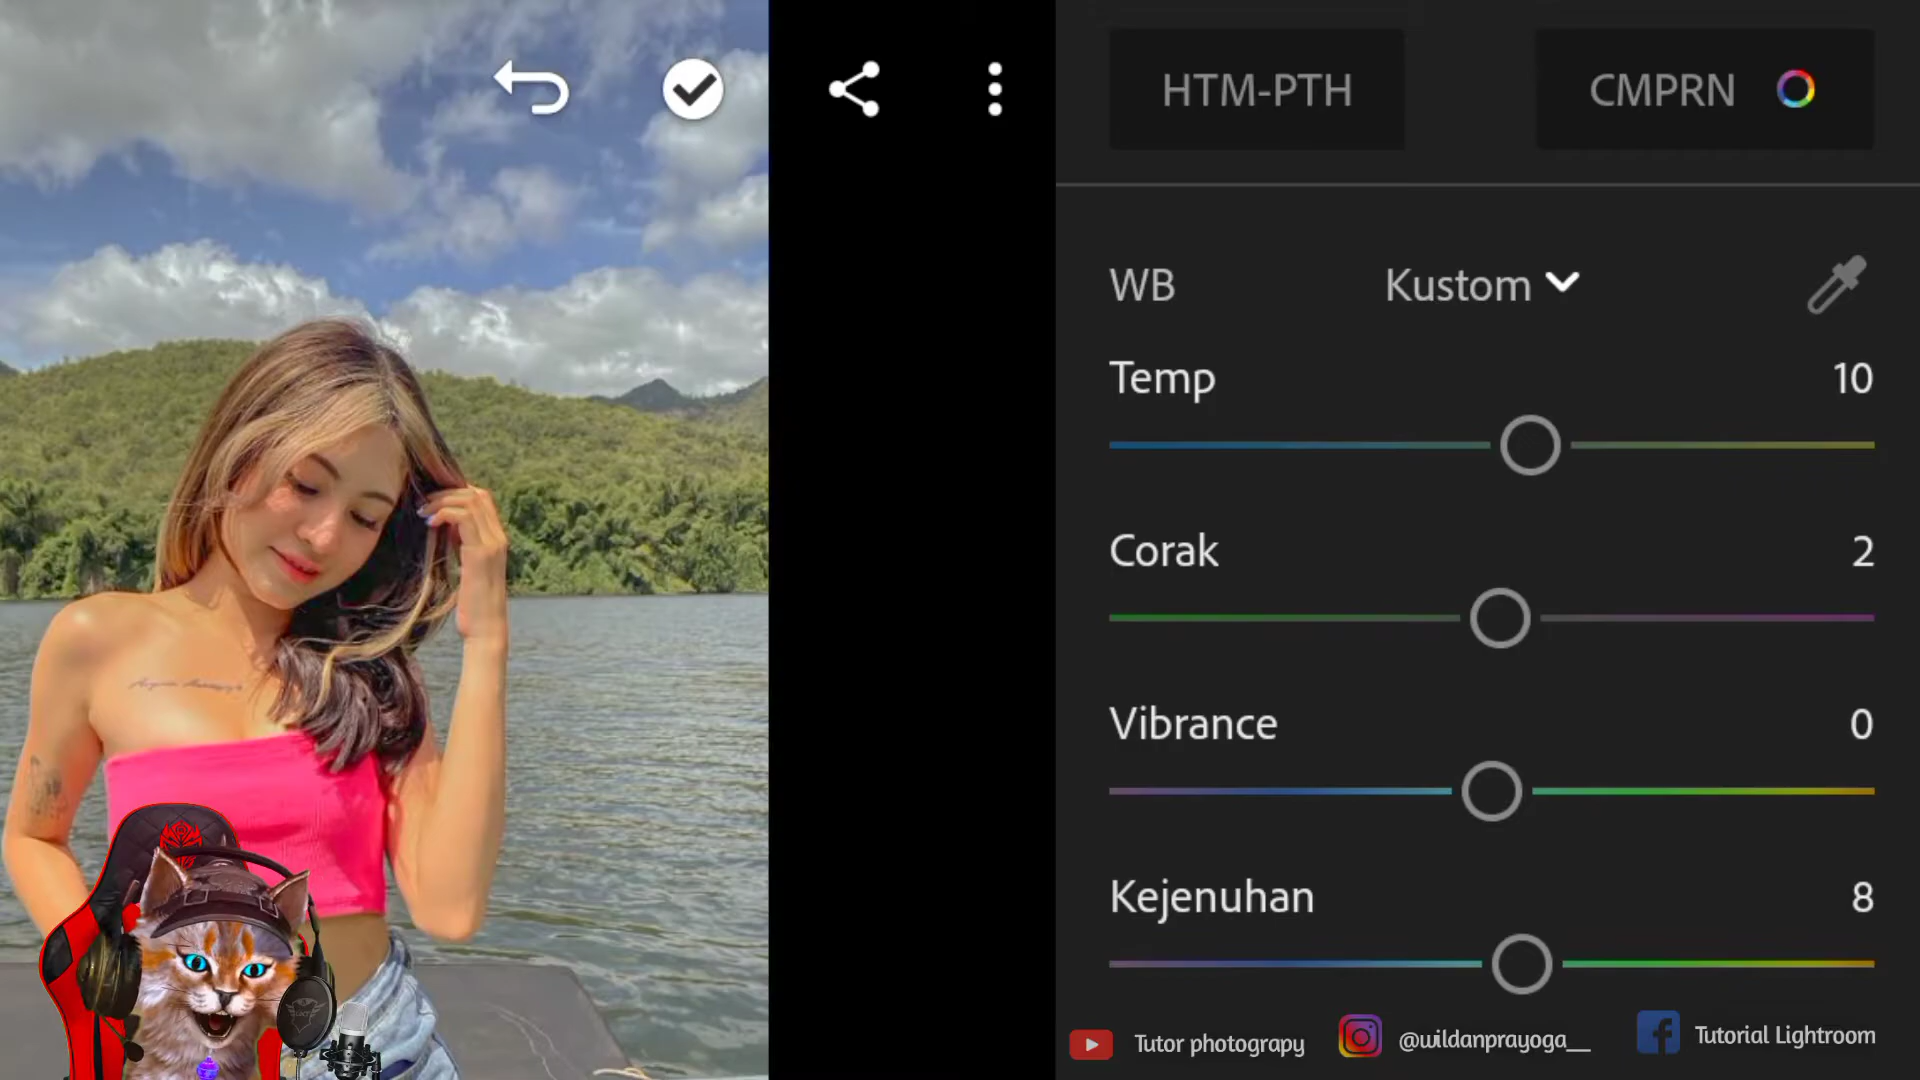 HTM-PTH
CMPRN
WB
Kustom
Temp
10
Corak
2
Vibrance
0
Kejenuhan
8
Tutor photograpy
@wildanprayoga__
Tutorial Lightroom